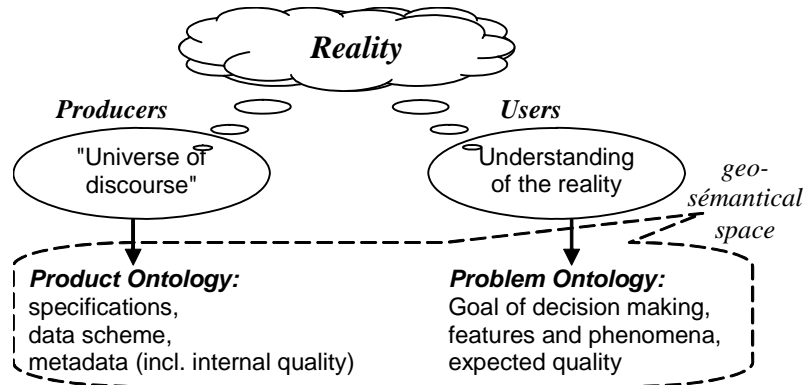 Reality
Producers
Users
"Universe of
discourse"
Understanding
of the reality
geo-
sémantical
space
Product Ontology:
specifications,
data scheme,
metadata (incl. internal quality)
Problem Ontology:
Goal of decision making,
features and phenomena,
expected quality